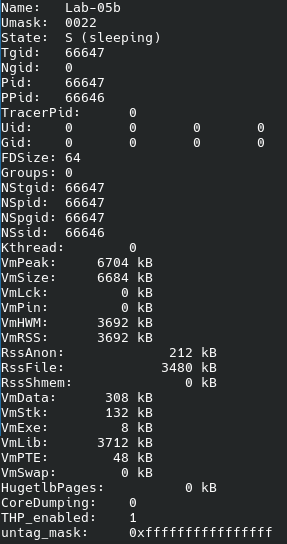 Name:   Lab-05b
Umask:  0022
State:  S (sleeping)
Tgid:   66647
Ngid:   0
Pid:    66647
PPid:   66646
TracerPid:      0
Uid:    0       0       0       0
Gid:    0       0       0       0
FDSize: 64
Groups: 0
NStgid: 66647
NSpid:  66647
NSpgid: 66647
NSsid:  66646
Kthread:        0
VmPeak:     6704 kB
VmSize:     6684 kB
VmLck:         0 kB
VmPin:         0 kB
VmHWM:      3692 kB
VmRSS:      3692 kB
RssAnon:             212 kB
RssFile:            3480 kB
RssShmem:              0 kB
VmData:      308 kB
VmStk:       132 kB
VmExe:         8 kB
VmLib:      3712 kB
VmPTE:        48 kB
VmSwap:        0 kB
HugetlbPages:          0 kB
CoreDumping:    0
THP_enabled:    1
untag_mask:     0xffffffffffffffff